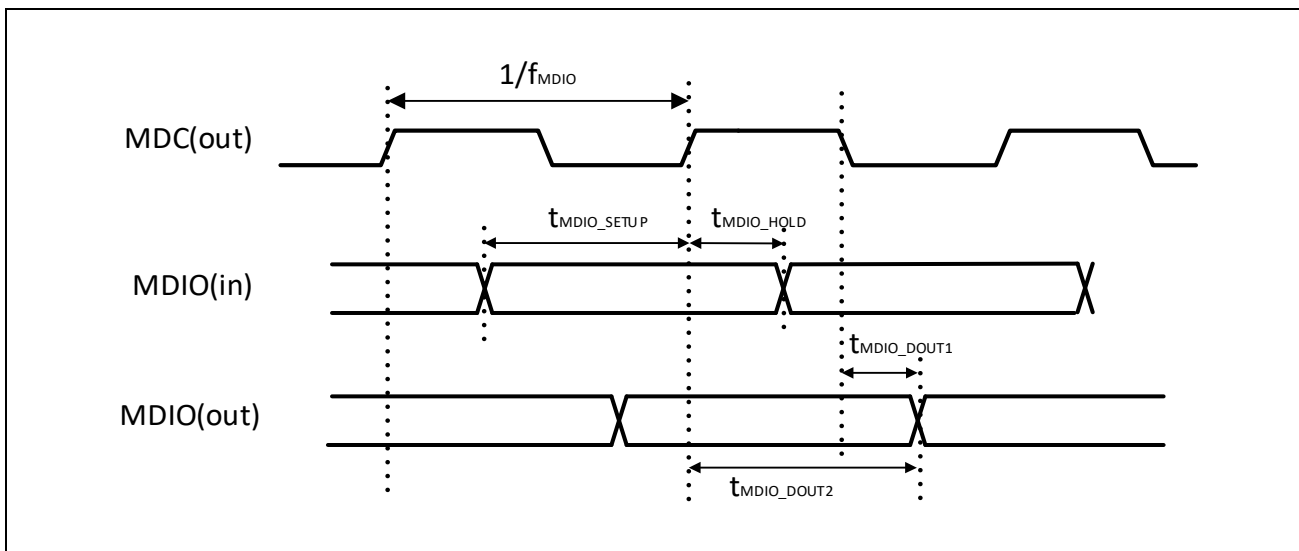 1/fMDIO
MDC(out)
tMDIO_SETUP
tMDIO_HOLD
MDIO(in)
tMDIO_DOUT1
MDIO(out)
tMDIO_DOUT2